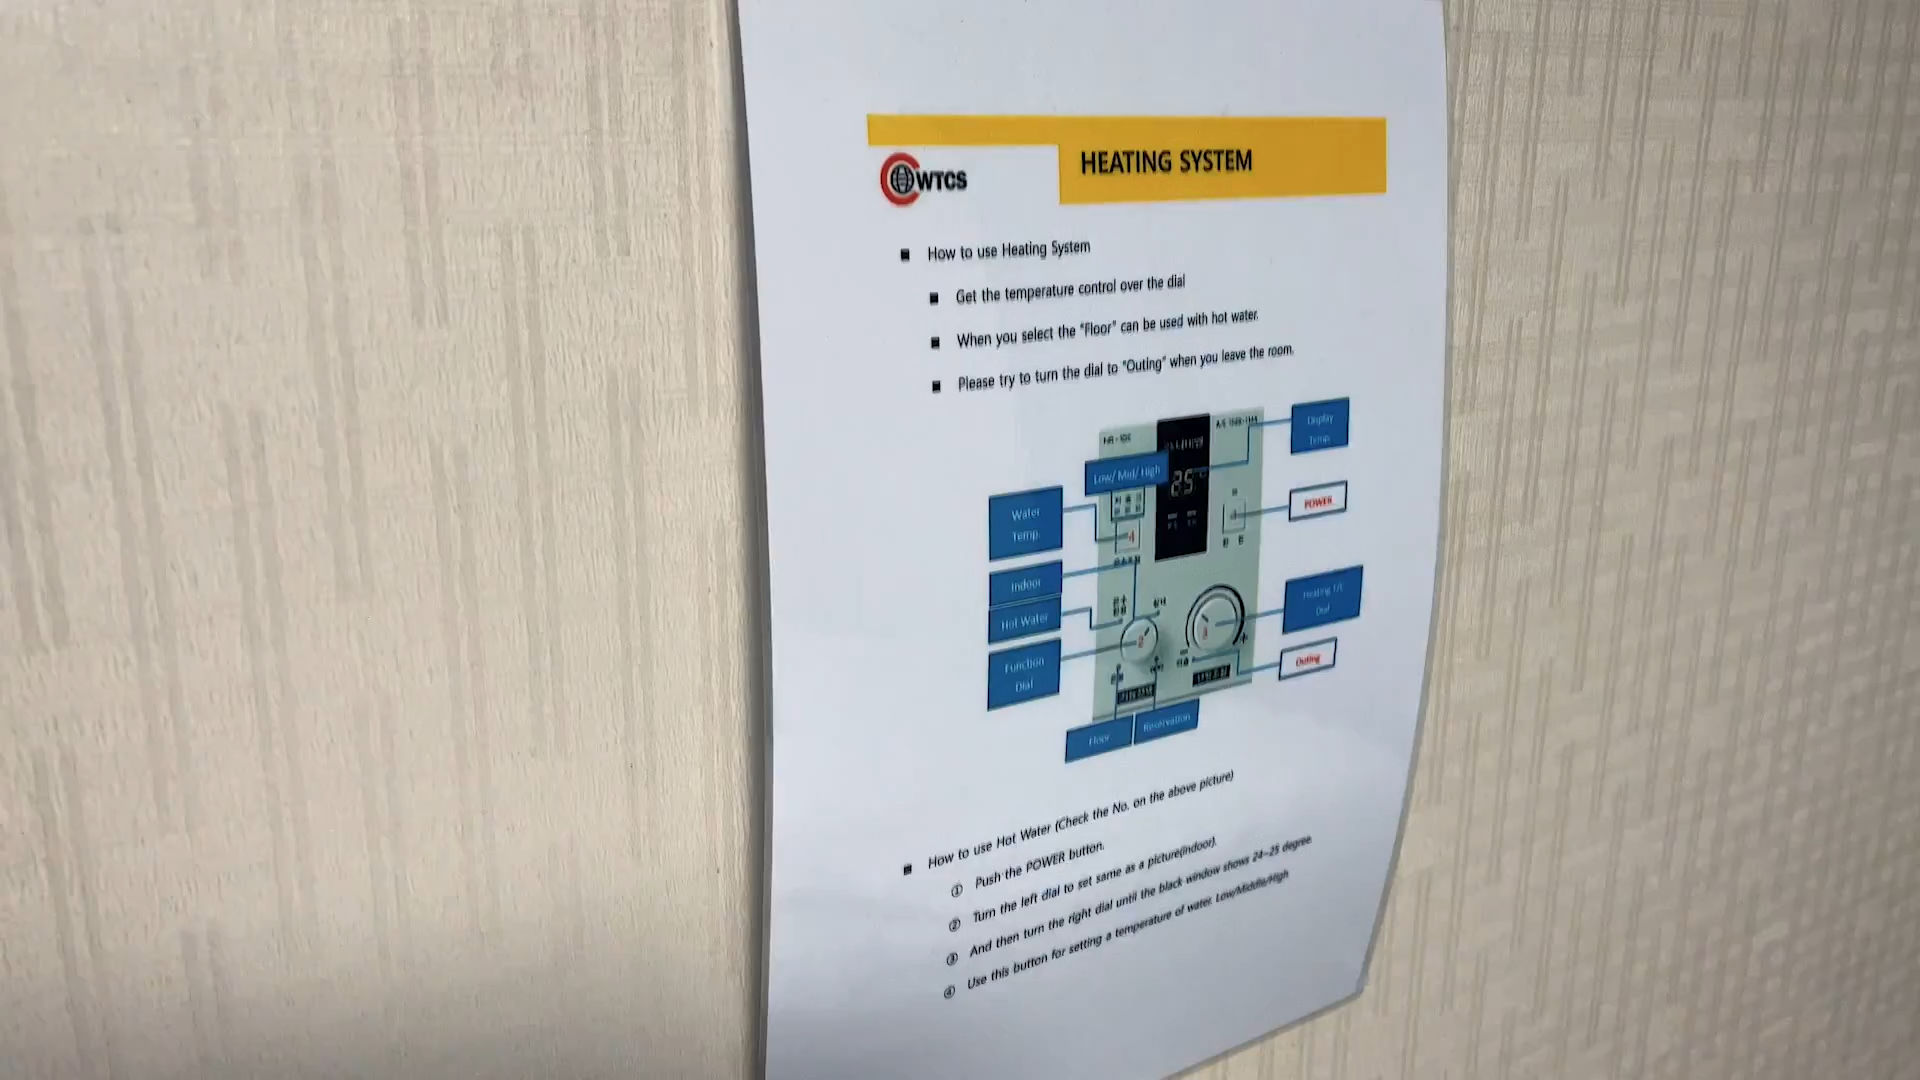 HEATING SYSTEM
WTCS
■ How to use Heating System
■ Get the temperature control over the dial
■ When you select the "Floor" can be used with hot water.
■ Please try to turn the dial to "Outing" when you leave the room.
Display
Temp.
Low/ Mid/ High
25
POWER
Water
Temp.
4
Indoor
Hot Water
Function
Dial
2
3
Dial
Outing
Floor
Reservation
■ How to use Hot Water (Check the No. on the above picture)
① Push the POWER button.
② Turn the left dial to set same as a picture(indoor).
③ And then turn the right dial until the black window shows 24~25 degree
④ Use this button for setting a temperature of water. Low/Middle/High